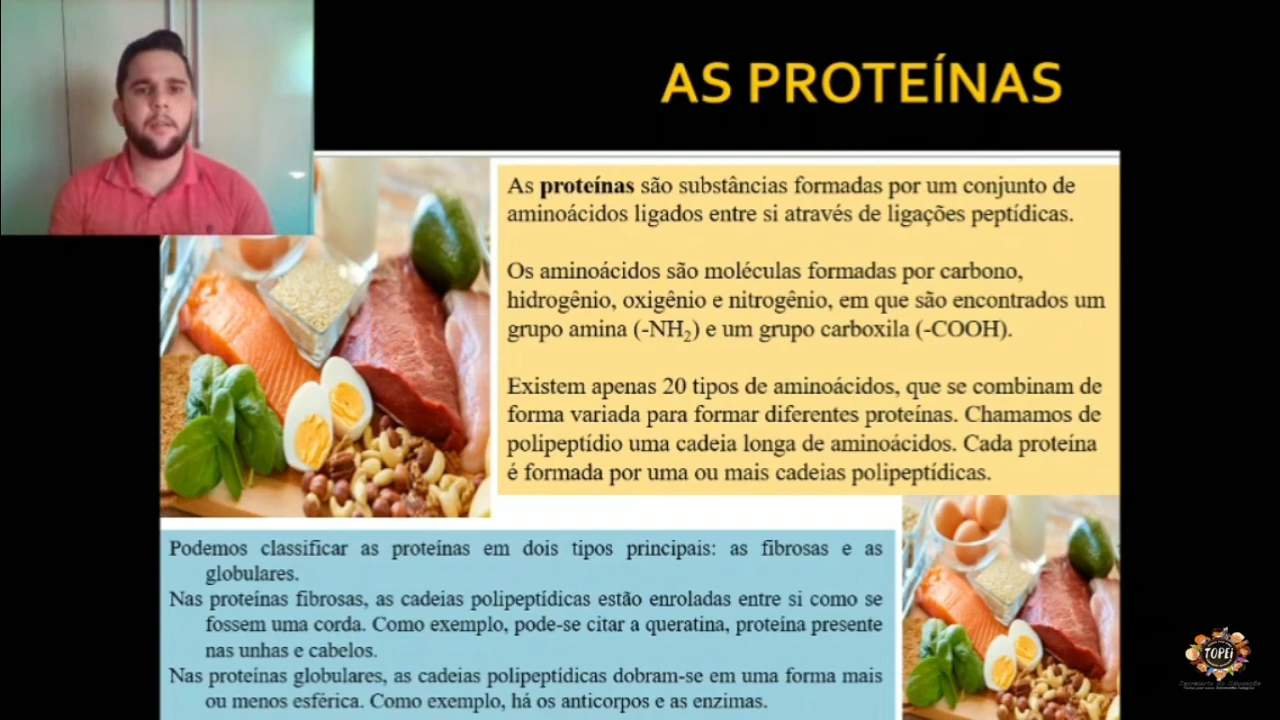 AS PROTEÍNAS
As proteínas são substâncias formadas por um conjunto de
aminoácidos ligados entre si através de ligações peptídicas.
Os aminoácidos são moléculas formadas por carbono,
hidrogênio, oxigênio e nitrogênio, em que são encontrados um
grupo amina (-NH₂) e um grupo carboxila (-COOH).
Existem apenas 20 tipos de aminoácidos, que se combinam de
forma variada para formar diferentes proteínas. Chamamos de
polipeptídio uma cadeia longa de aminoácidos. Cada proteína
é formada por uma ou mais cadeias polipeptídicas.
Podemos classificar as proteínas em dois tipos principais: as fibrosas e as
globulares.
Nas proteínas fibrosas, as cadeias polipeptídicas estão enroladas entre si como se
fossem uma corda. Como exemplo, pode-se citar a queratina, proteína presente
nas unhas e cabelos.
Nas proteínas globulares, as cadeias polipeptídicas dobram-se em uma forma mais
ou menos esférica. Como exemplo, há os anticorpos e as enzimas.
TOPEI
Secretaria de Educação